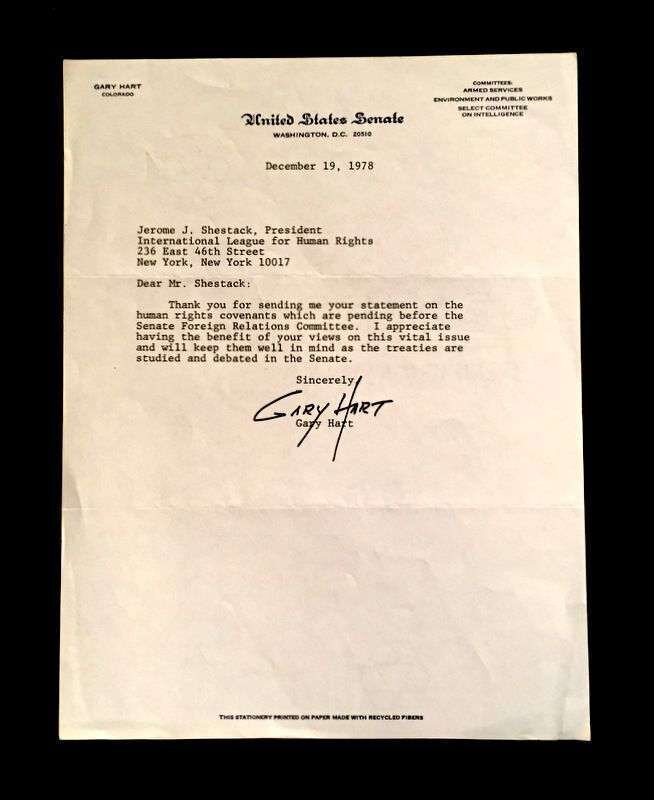 GARY HART
COLORADO
COMMITTEES:
ARMED SERVICES
ENVIRONMENT AND PUBLIC WORKS
SELECT COMMITTEE
ON INTELLIGENCE
United States Senate
WASHINGTON, D.C. 20510
December 19, 1978
Jerome J. Shestack, President
International League for Human Rights
236 East 46th Street
New York, New York 10017
Dear Mr. Shestack:
Thank you for sending me your statement on the
human rights covenants which are pending before the
Senate Foreign Relations Committee. I appreciate
having the benefit of your views on this vital issue
and will keep them well in mind as the treaties are
studied and debated in the Senate.
Sincerely,
GARY HART
Gary Hart
THIS STATIONERY PRINTED ON PAPER MADE WITH RECYCLED FIBERS